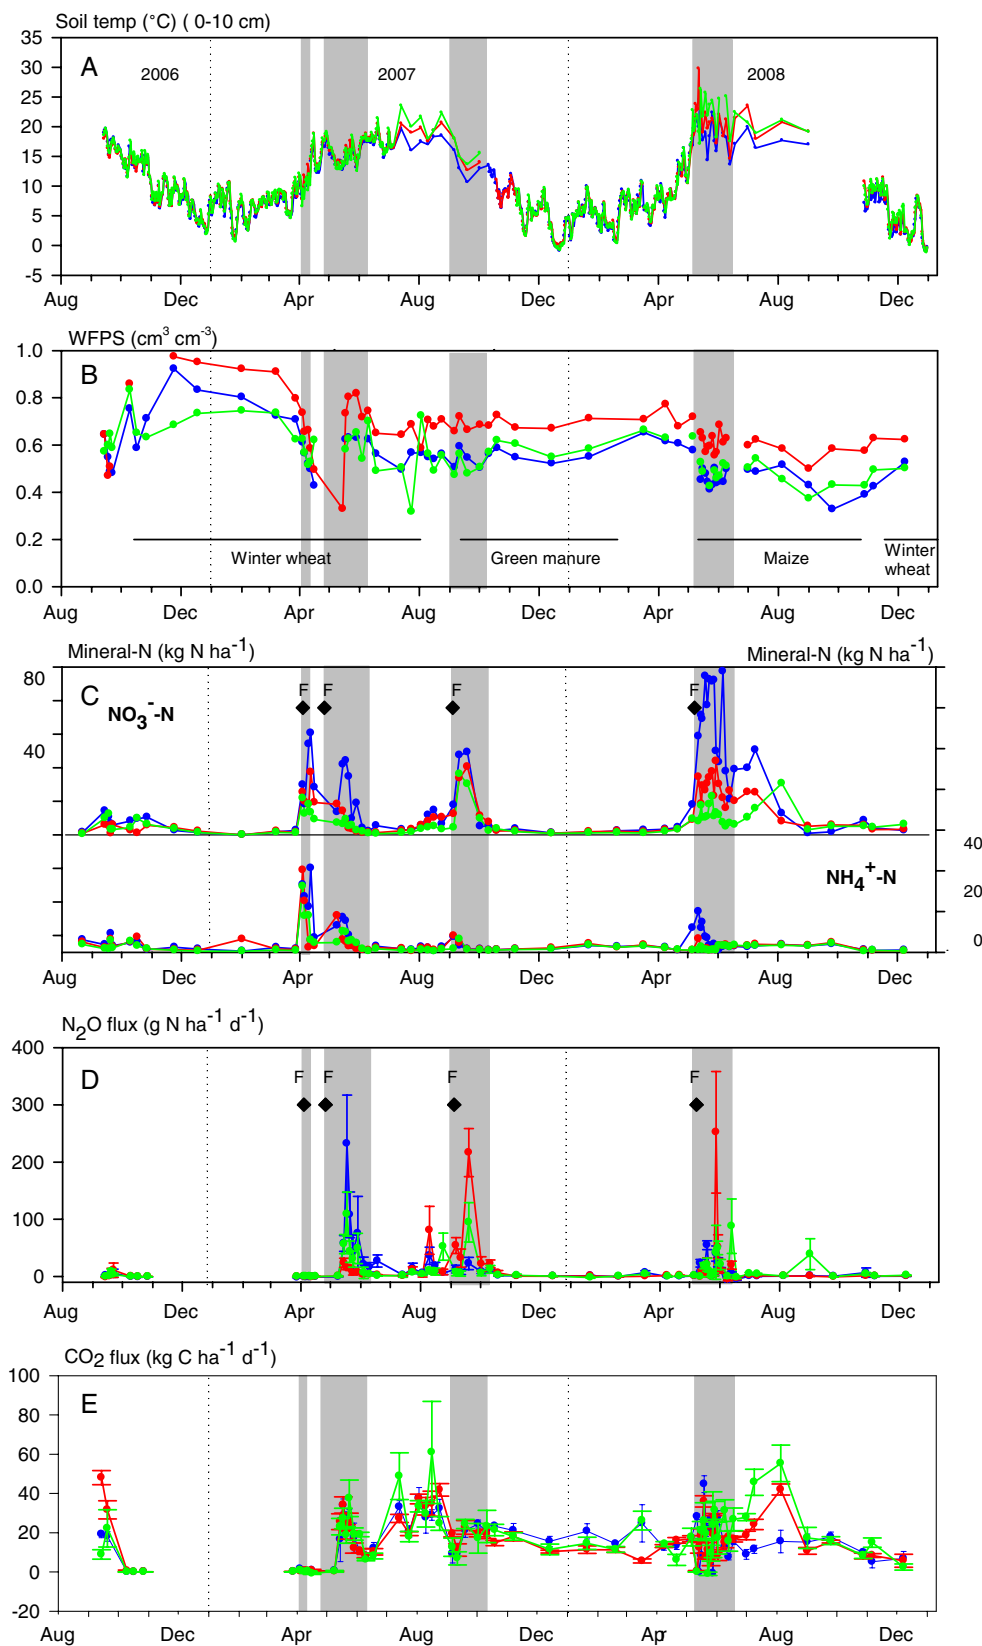 Soil temp (°C) ( 0-10 cm)
35
30
25
20
15
10
5
0
-5
A
2006
2007
2008
Aug Dec Apr Aug Dec Apr Aug Dec
WFPS (cm³ cm⁻³)
1.0
0.8
0.6
0.4
0.2
0.0
B
Winter wheat
Green manure
Maize
Winter
wheat
Aug Dec Apr Aug Dec Apr Aug Dec
Mineral-N (kg N ha⁻¹)
Mineral-N (kg N ha⁻¹)
80
40
C
NO₃⁻-N
F F F F
40
20
0
NH₄⁺-N
Aug Dec Apr Aug Dec Apr Aug Dec
N₂O flux (g N ha⁻¹ d⁻¹)
400
300
200
100
0
D
F F F F
Aug Dec Apr Aug Dec Apr Aug Dec
CO₂ flux (kg C ha⁻¹ d⁻¹)
100
80
60
40
20
0
-20
E
Aug Dec Apr Aug Dec Apr Aug Dec